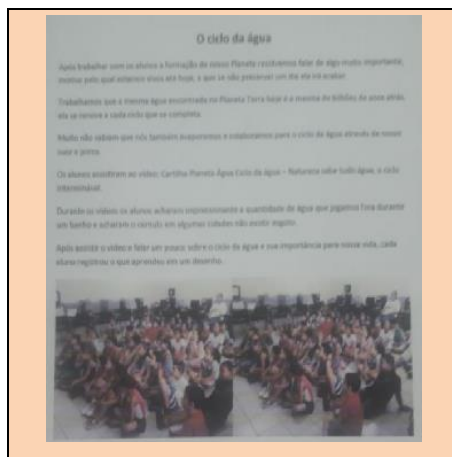 O ciclo da água
Após trabalhar com os alunos a formação do nosso Planeta resolvemos falar de algo muito importante,
motivo pelo qual estamos vivos até hoje, e que se não preservar um dia ela irá acabar.
Trabalhamos que a mesma água encontrada no Planeta Terra hoje é a mesma de bilhões de anos atrás,
ela se renova a cada ciclo que se completa.
Muito não sabiam que nós também evaporamos e colaboramos para o ciclo da água através do nosso
suor e
Os alunos assistiram ao vídeo: Cartilha Planeta Água Ciclo da água – Natureza sabe tudo água, o ciclo
interminável.
Durante os vídeos os alunos acharam impressionante a quantidade de água que jogamos fora durante
um banho e acharam o cúmulo em algumas cidades não existir esgoto.
Após assistir o vídeo e falar um pouco sobre o ciclo da água e sua importância para nossa vida, cada
aluno registrou o que aprendeu em um desenho.